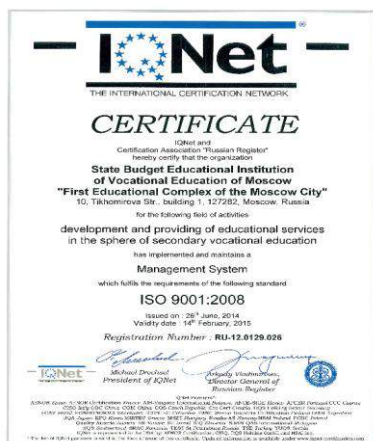 IQNet
THE INTERNATIONAL CERTIFICATION NETWORK
CERTIFICATE
IQNet and
Certification Association "Russian Register"
hereby certify that the organization
State Budget Educational Institution
of Vocational Education of Moscow
"First Educational Complex of the Moscow City"
10, Tikhomirova Str., building 1, 127282, Moscow, Russia
for the following field of activities
development and providing of educational services
in the sphere of secondary vocational education
has implemented and maintains a
Management System
which fulfils the requirements of the following standard
ISO 9001:2008
Issued on : 26th June, 2014
Validity date : 14th February, 2015
Registration Number : RU-12.0129.026
IQNet
Michael Drechsel
President of IQNet
Arkady Vladimirtsev
Director General of
Russian Register